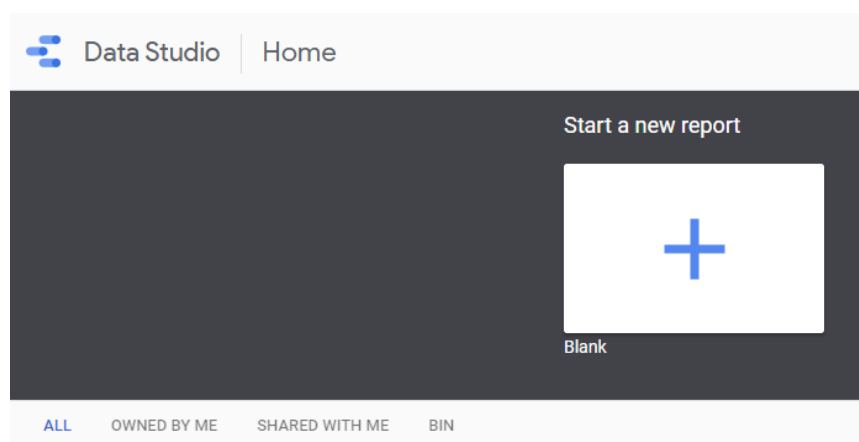 Data Studio Home
Start a new report
Blank
ALL OWNED BY ME SHARED WITH ME BIN